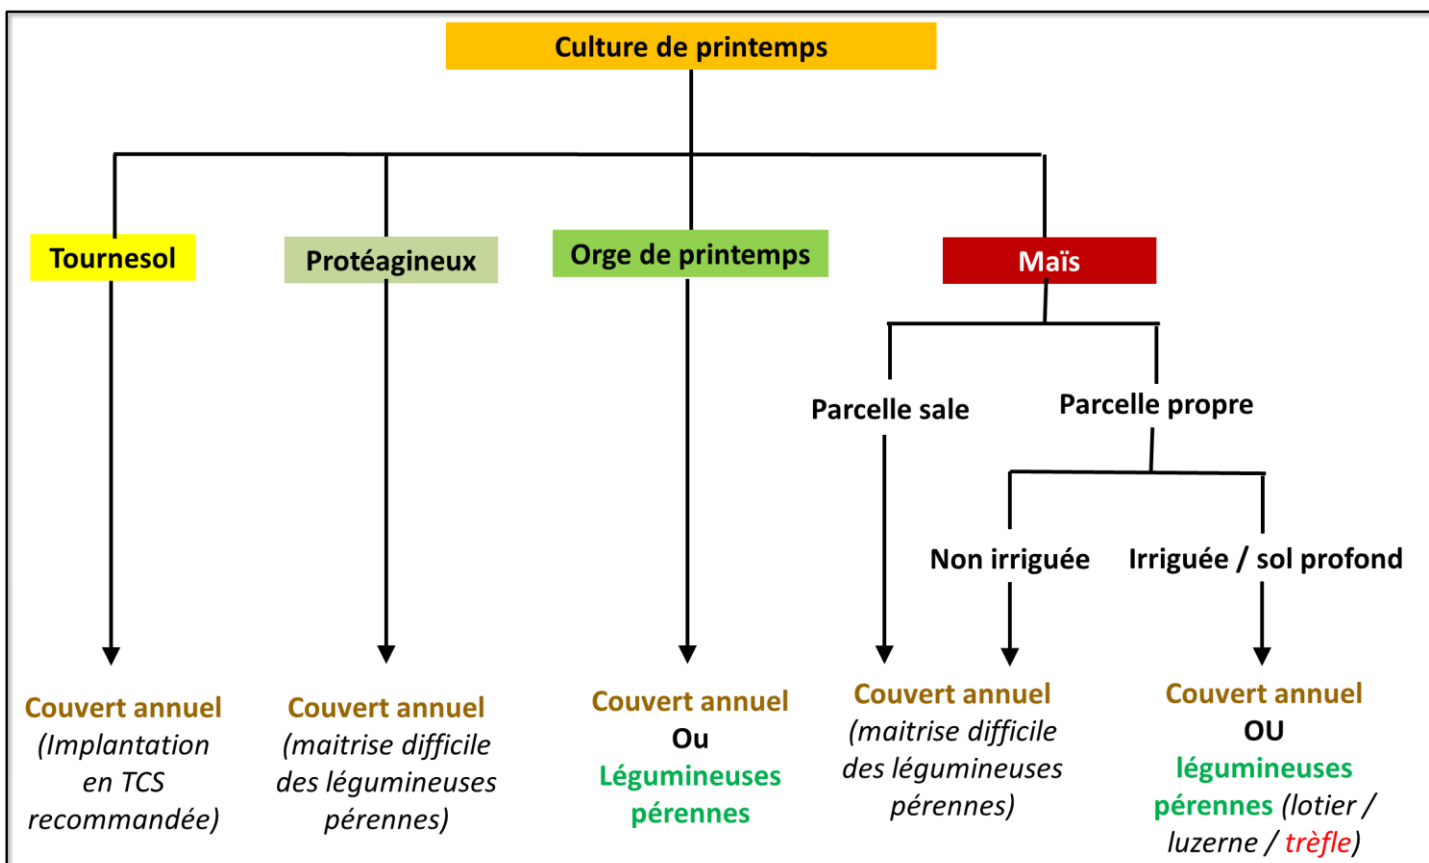 Culture de printemps
Tournesol
Protéagineux
Orge de printemps
Maïs
Parcelle sale
Parcelle propre
Non irriguée
Irriguée / sol profond
Couvert annuel
(Implantation
en TCS
recommandée)
Couvert annuel
(maitrise difficile
des légumineuses
pérennes)
Couvert annuel
Ou
Légumineuses
pérennes
Couvert annuel
(maitrise difficile
des légumineuses
pérennes)
Couvert annuel
OU
légumineuses
pérennes (lotier /
luzerne / trèfle)